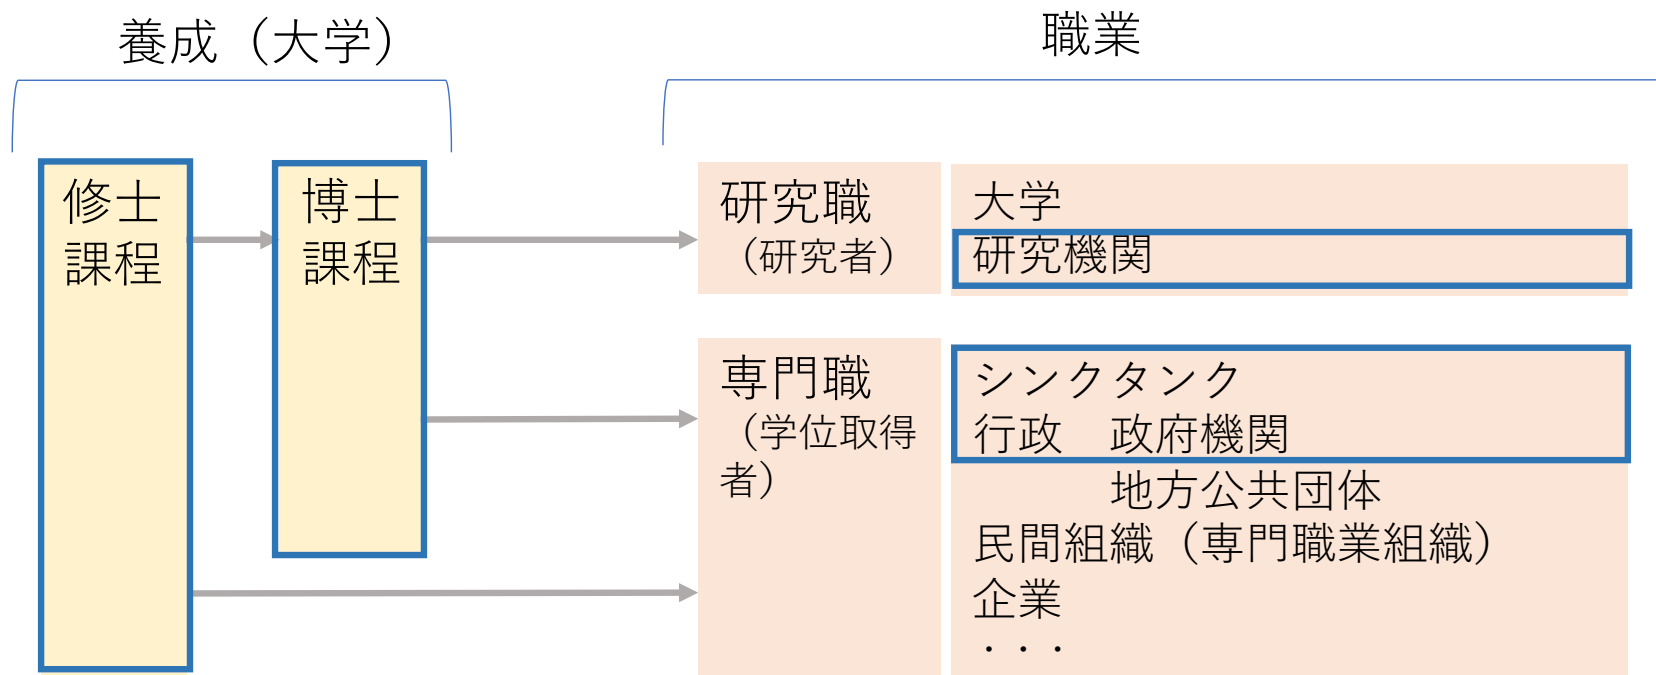 養成（大学）
職業
修士
課程
博士
課程
研究職
（研究者）
大学
研究機関
専門職
（学位取得
者）
シンクタンク
行政　政府機関
地方公共団体
民間組織（専門職業組織）
企業
・・・